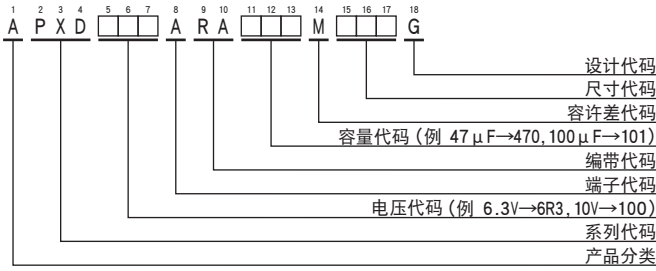 1 2 3 4 5 6 7 8 9 10 11 12 13 14 15 16 17 18
A PXD □□□ A RA □□□ M □□□ G
设计代码
尺寸代码
容许差代码
容量代码 (例 47μF→470, 100μF→101)
编带代码
端子代码
电压代码 (例 6.3V→6R3, 10V→100)
系列代码
产品分类